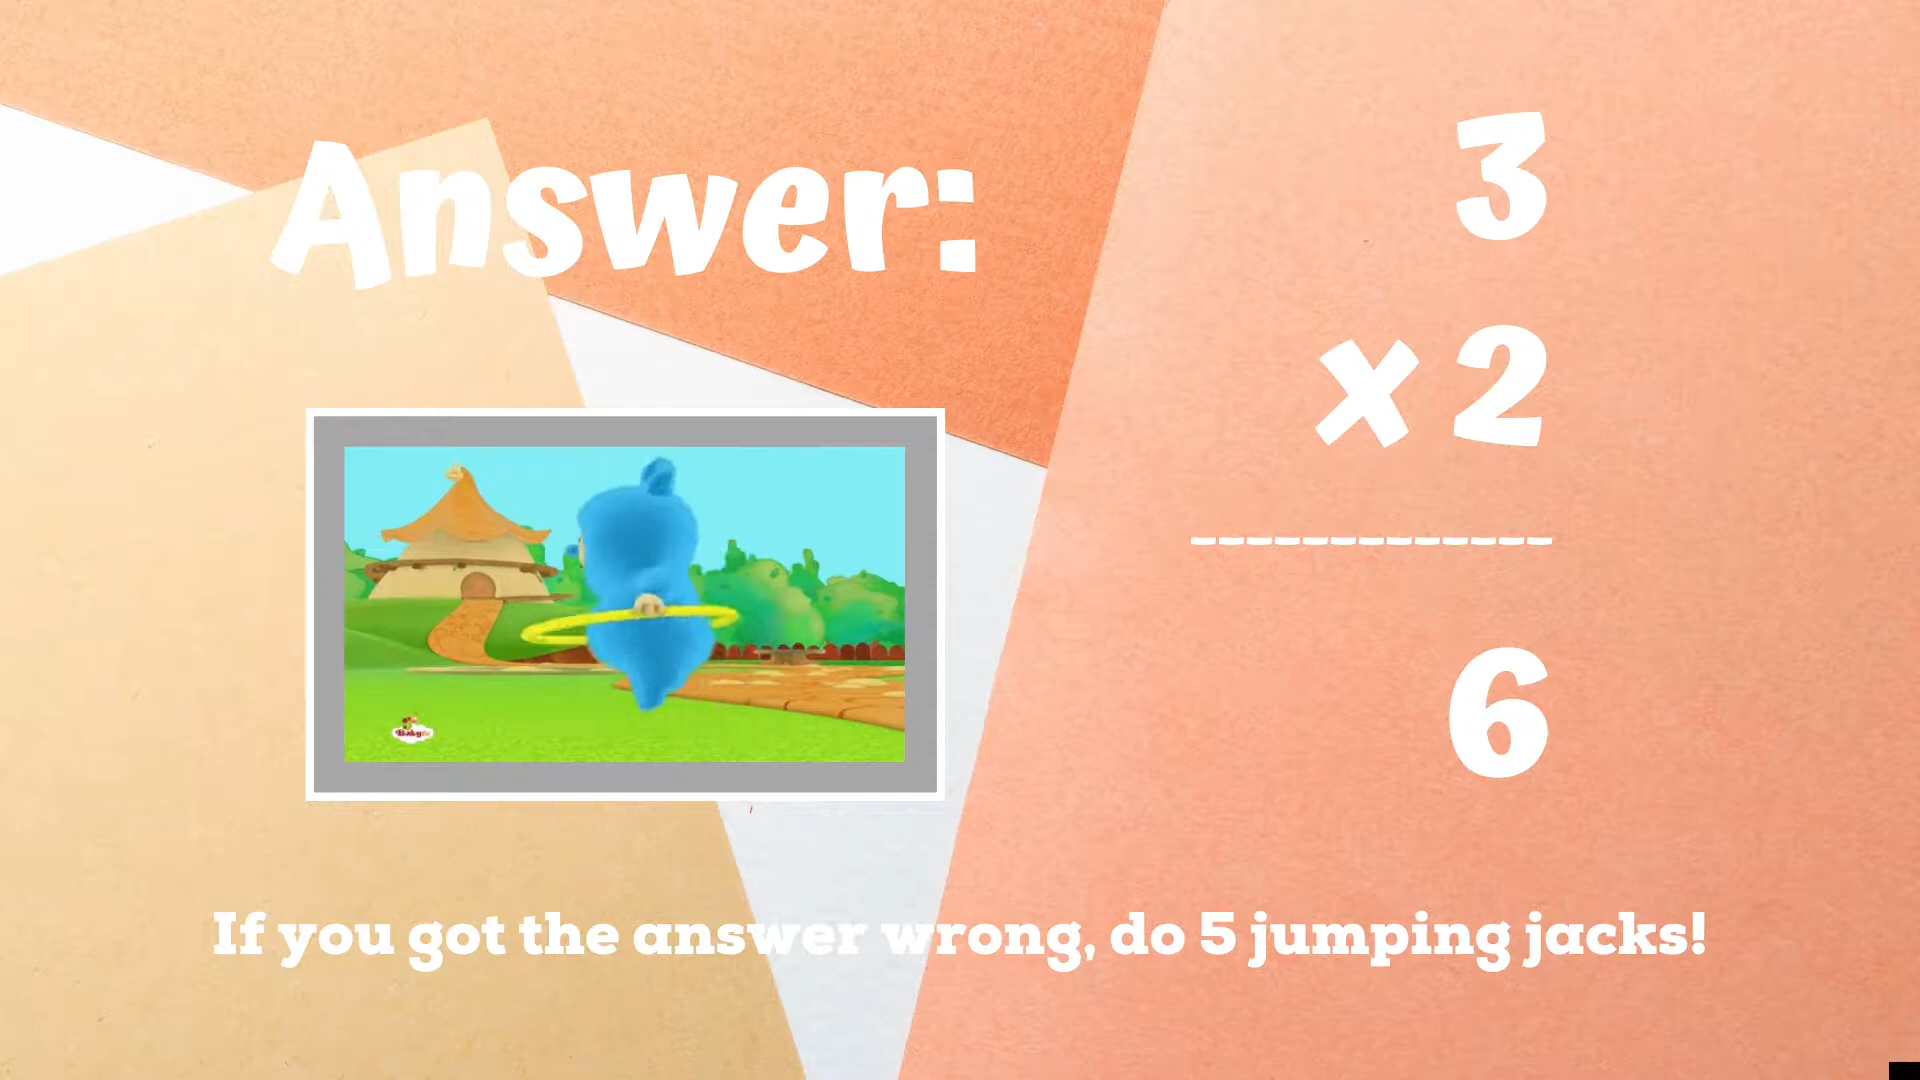 Answer:
3
x 2
-------------
6
If you got the answer wrong, do 5 jumping jacks!